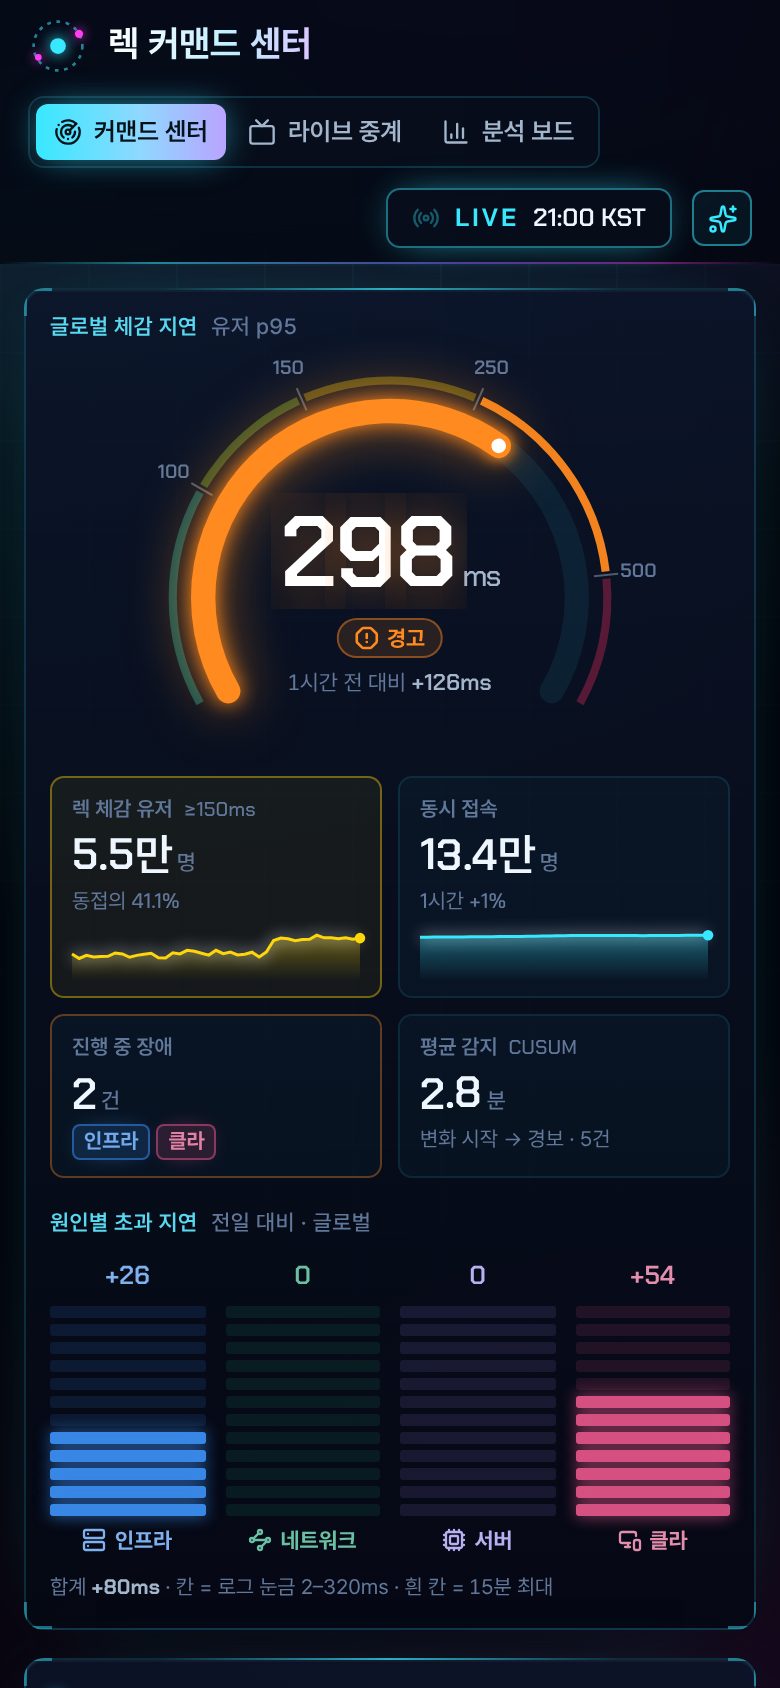 렉 커맨드 센터
커맨드 센터 라이브 중계 분석 보드
LIVE 21:00 KST
글로벌 체감 지연 유저 p95
150 250
100
500
298 ms
경고
1시간 전 대비 +126ms
렉 체감 유저 ≥150ms
5.5만 명
동접의 41.1%
동시 접속
13.4만 명
1시간 +1%
진행 중 장애
2 건
인프라 클라
평균 감지 CUSUM
2.8 분
변화 시작 → 경보 · 5건
원인별 초과 지연 전일 대비 · 글로벌
+26 0 0 +54
인프라 네트워크 서버 클라
합계 +80ms · 칸 = 로그 눈금 2–320ms · 흰 칸 = 15분 최대